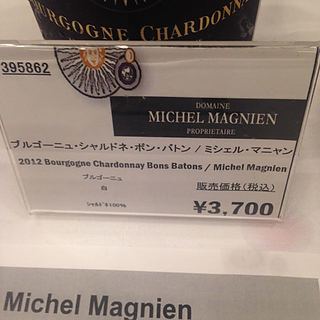 BOURGOGNE CHARDONNA
395862
DOMAINE
MICHEL MAGNIEN
PROPRIETAIRE
ブルゴーニュ・シャルドネ・ボン・バトン / ミシェル・マニャン
2012 Bourgogne Chardonnay Bons Batons / Michel Magnien
ブルゴーニュ
白
販売価格(税込)
ｼｬﾙﾄﾞﾈ100%
¥3,700
Michel Magnien